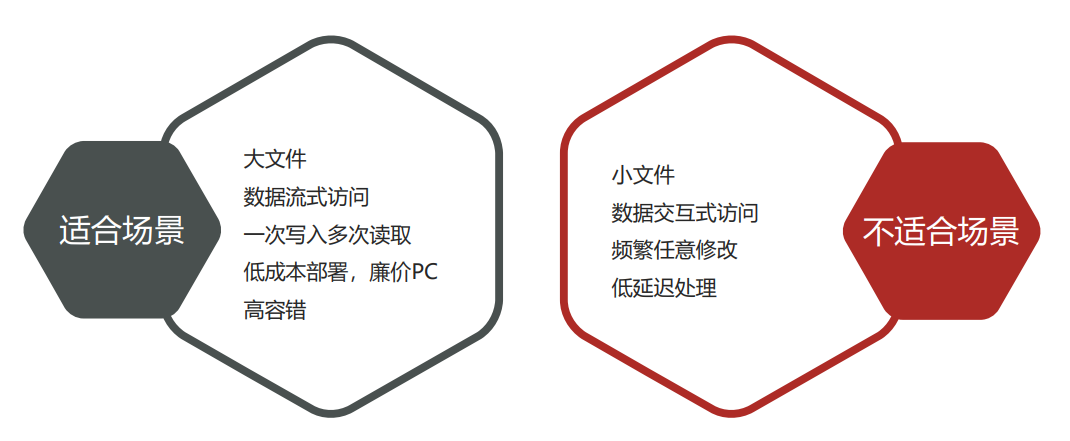 适合场景
大文件
数据流式访问
一次写入多次读取
低成本部署，廉价PC
高容错
小文件
数据交互式访问
频繁任意修改
低延迟处理
不适合场景